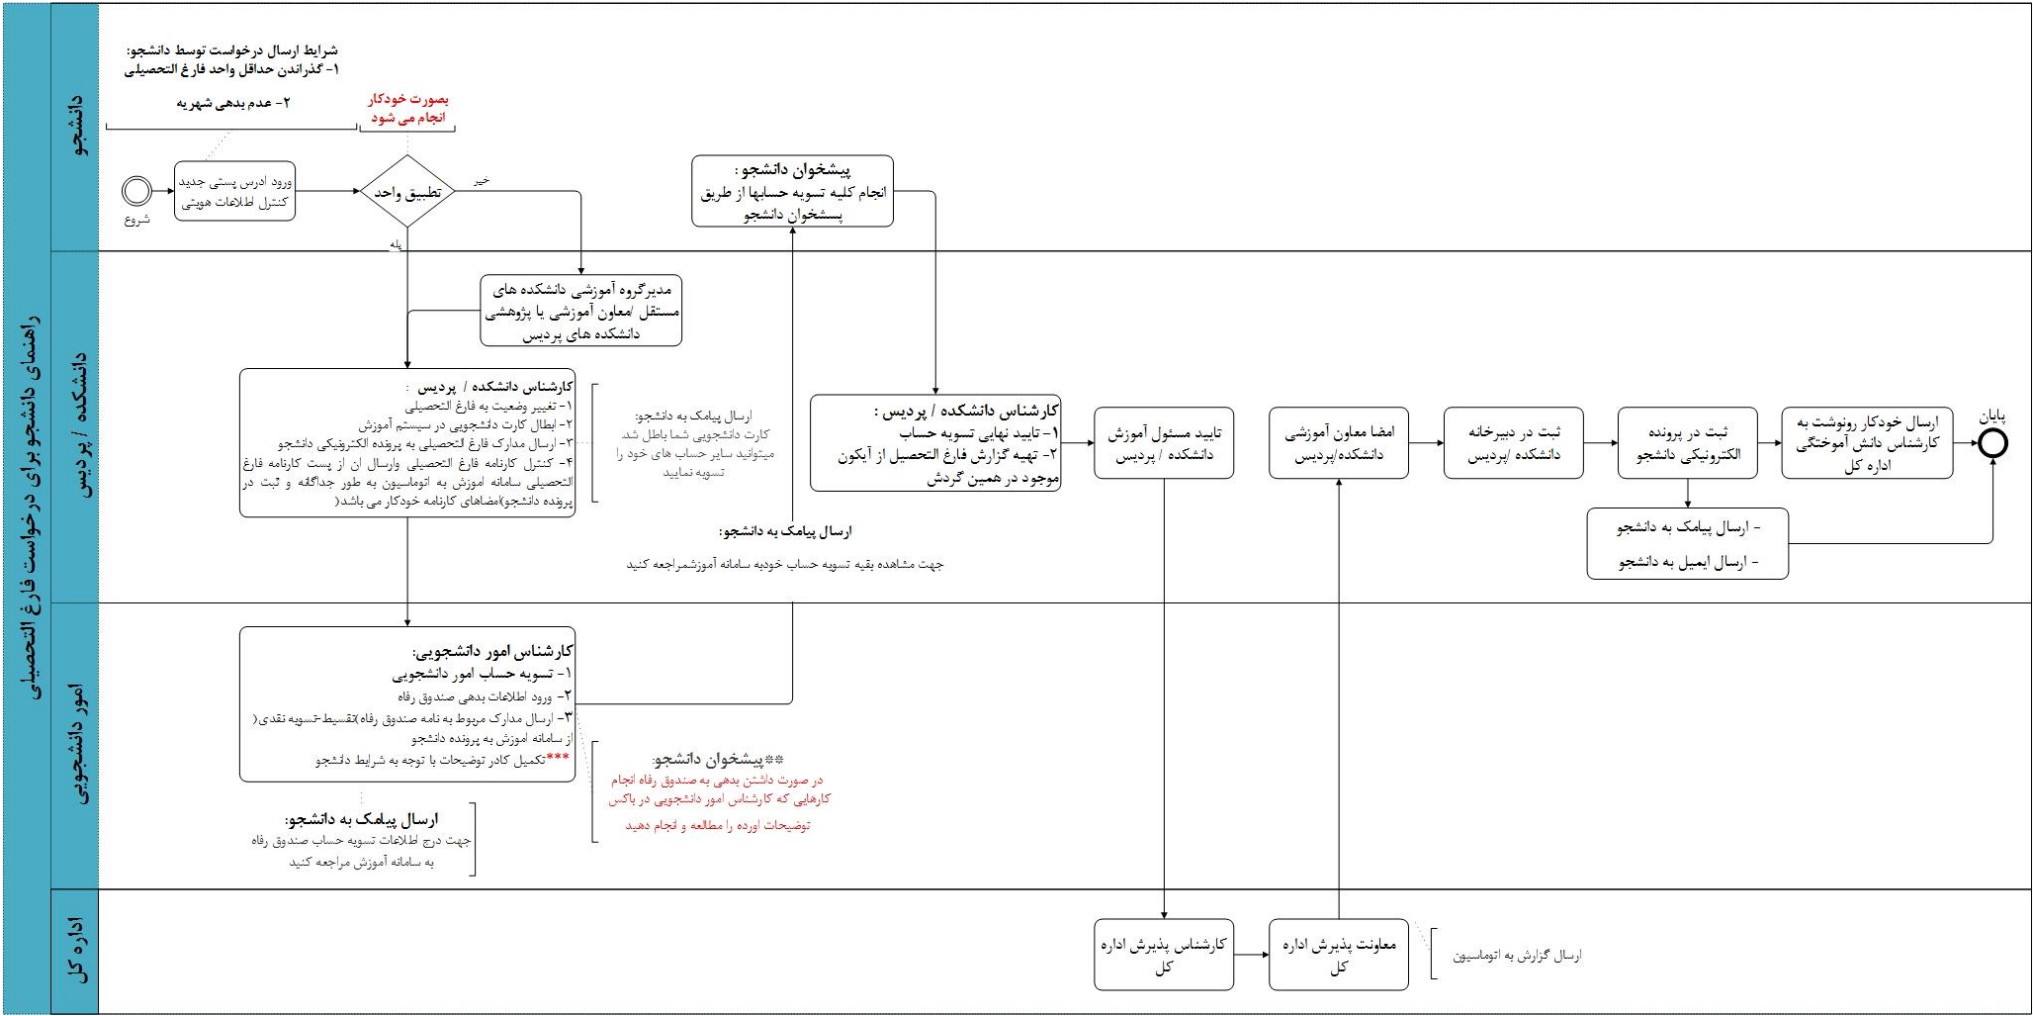 راهنمای دانشجو برای درخواست فارغ التحصیلی
دانشجو
شرایط ارسال درخواست توسط دانشجو:
۱- گذراندن حداقل واحد فارغ التحصیلی
۲- عدم بدهی شهریه
بصورت خودکار
انجام می شود
شروع
ورود ادرس پستی جدید
کنترل اطلاعات هویتی
تطبیق واحد
خیر
بله
پیشخوان دانشجو :
انجام کلیه تسویه حسابها از طریق
پسشخوان دانشجو
دانشکده / پردیس
مدیرگروه آموزشی دانشکده های
مستقل /معاون آموزشی یا پژوهشی
دانشکده های پردیس
کارشناس دانشکده / پردیس :
۱- تغییر وضعیت به فارغ التحصیلی
۲- ابطال کارت دانشجویی در سیستم آموزش
۳- ارسال مدارک فارغ التحصیلی به پرونده الکترونیکی دانشجو
۴- کنترل کارنامه فارغ التحصیلی وارسال آن از پست کارنامه فارغ
التحصیلی سامانه اموزش به اتوماسیون به طور جداگانه و ثبت در
پرونده دانشجو)امضاهای کارنامه خودکار می باشد(
ارسال پیامک به دانشجو:
کارت دانشجویی شما باطل شد
میتوانید سایر حساب های خود را
تسویه نمایید
ارسال پیامک به دانشجو:
جهت مشاهده بقیه تسویه حساب خودبه سامانه آموزشمراجعه کنید
کارشناس دانشکده / پردیس :
۱- تایید نهایی تسویه حساب
۲- تهیه گزارش فارغ التحصیل از آیکون
موجود در همین گردش
تایید مسئول آموزش
دانشکده / پردیس
امضا معاون آموزشی
دانشکده/پردیس
ثبت در دبیرخانه
دانشکده /پردیس
ثبت در پرونده
الکترونیکی دانشجو
ارسال خودکار رونوشت به
کارشناس دانش آموختگی
اداره کل
پایان
- ارسال پیامک به دانشجو
- ارسال ایمیل به دانشجو
امور دانشجویی
کارشناس امور دانشجویی:
۱- تسویه حساب امور دانشجویی
۲- ورود اطلاعات بدهی صندوق رفاه
۳- ارسال مدارک مربوط به نامه صندوق رفاه)تقسیط-تسویه نقدی(
از سامانه اموزش به پرونده دانشجو
***تکمیل کادر توضیحات با توجه به شرایط دانشجو
ارسال پیامک به دانشجو:
جهت درج اطلاعات تسویه حساب صندوق رفاه
به سامانه آموزش مراجعه کنید
**پیشخوان دانشجو:
در صورت داشتن بدهی به صندوق رفاه انجام
کارهایی که کارشناس امور دانشجویی در باکس
توضیحات اورده را مطالعه و انجام دهید
اداره کل
کارشناس پذیرش اداره
کل
معاونت پذیرش اداره
کل
ارسال گزارش به اتوماسیون